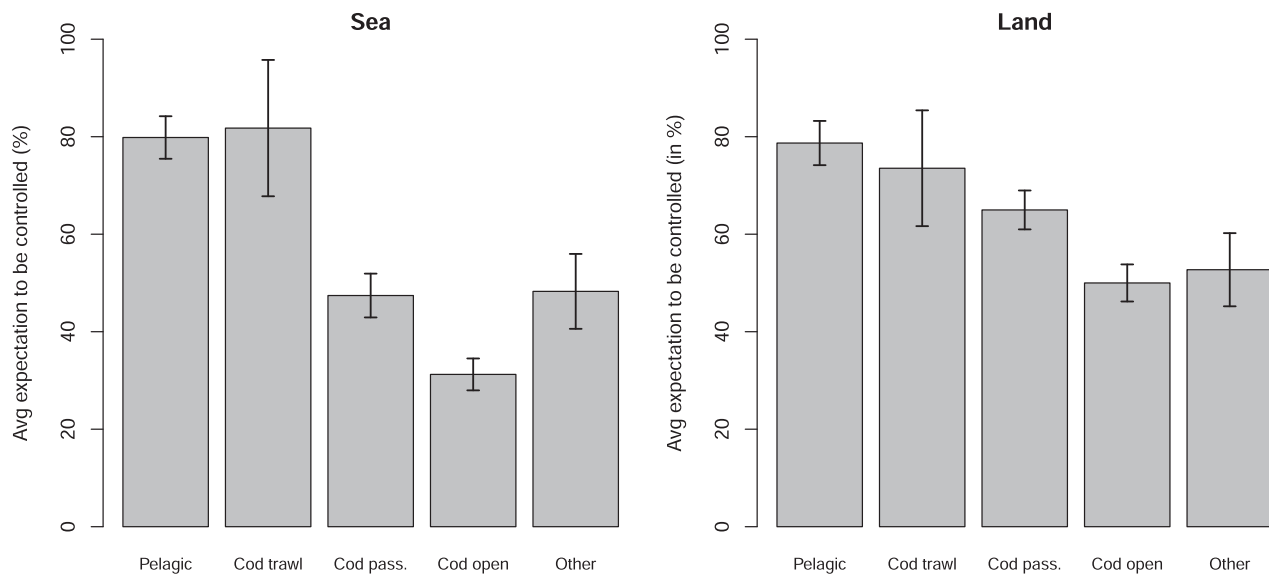 Sea
Avg expectation to be controlled (%)
100
80
60
40
20
0
Pelagic Cod trawl Cod pass. Cod open Other
Land
Avg expectation to be controlled (in %)
100
80
60
40
20
0
Pelagic Cod trawl Cod pass. Cod open Other